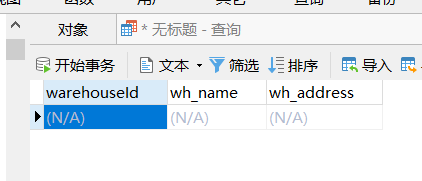 对象 * 无标题 - 查询
开始事务 文本 筛选 排序 导入
warehouseId wh_name wh_address
(N/A) (N/A) (N/A)